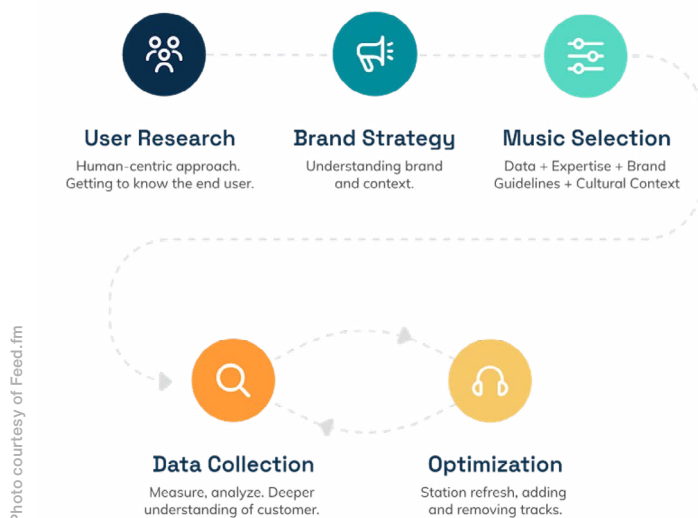 User Research
Human-centric approach.
Getting to know the end user.
Brand Strategy
Understanding brand
and context.
Music Selection
Data + Expertise + Brand
Guidelines + Cultural Context
Data Collection
Measure, analyze. Deeper
understanding of customer.
Optimization
Station refresh, adding
and removing tracks.
Photo courtesy of Feed.fm